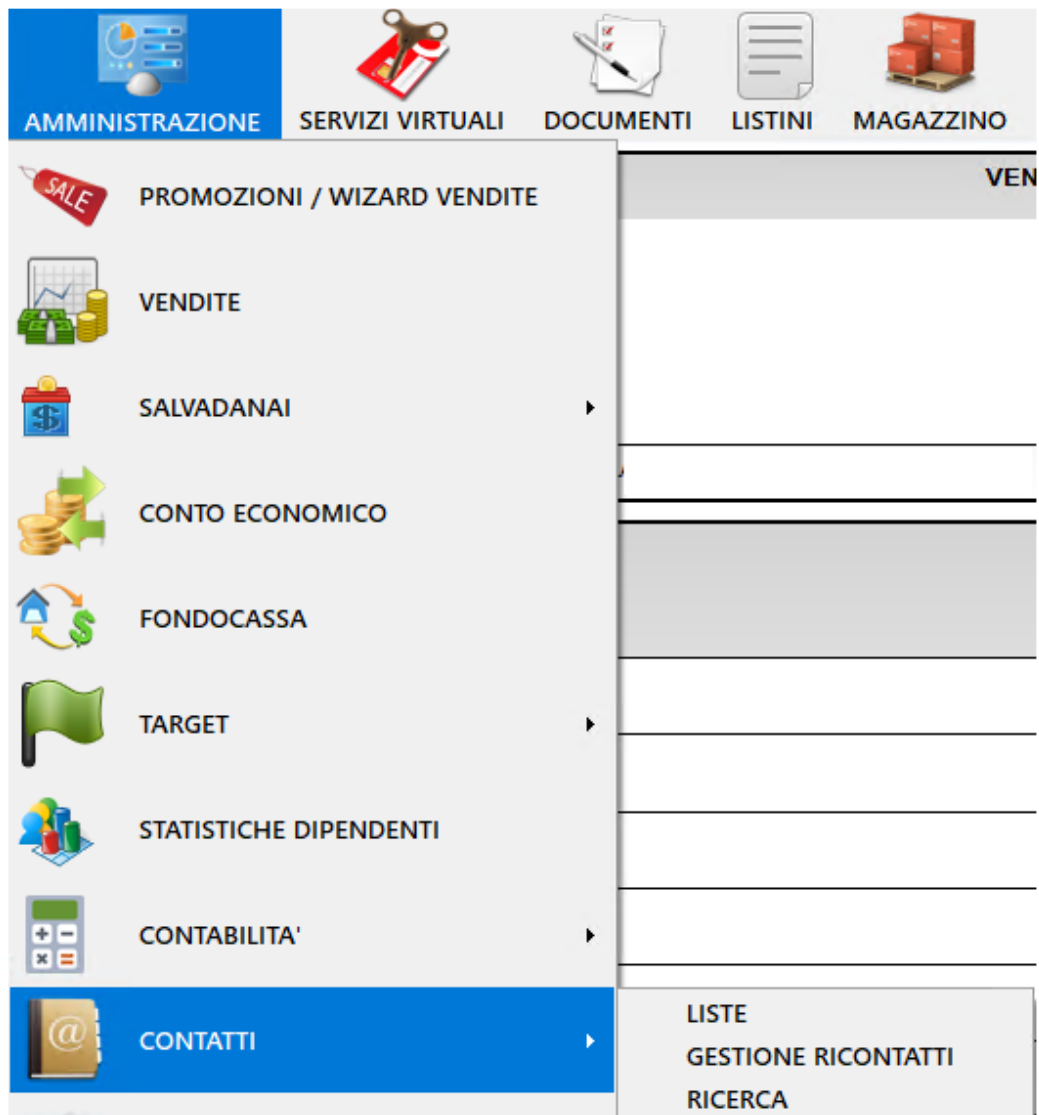 AMMINISTRAZIONE SERVIZI VIRTUALI DOCUMENTI LISTINI MAGAZZINO
SALE PROMOZIONI / WIZARD VENDITE
VEN
VENDITE
SALVADANAI
CONTO ECONOMICO
FONDOCASSA
TARGET
STATISTICHE DIPENDENTI
CONTABILITA'
CONTATTI
LISTE
GESTIONE RICONTATTI
RICERCA